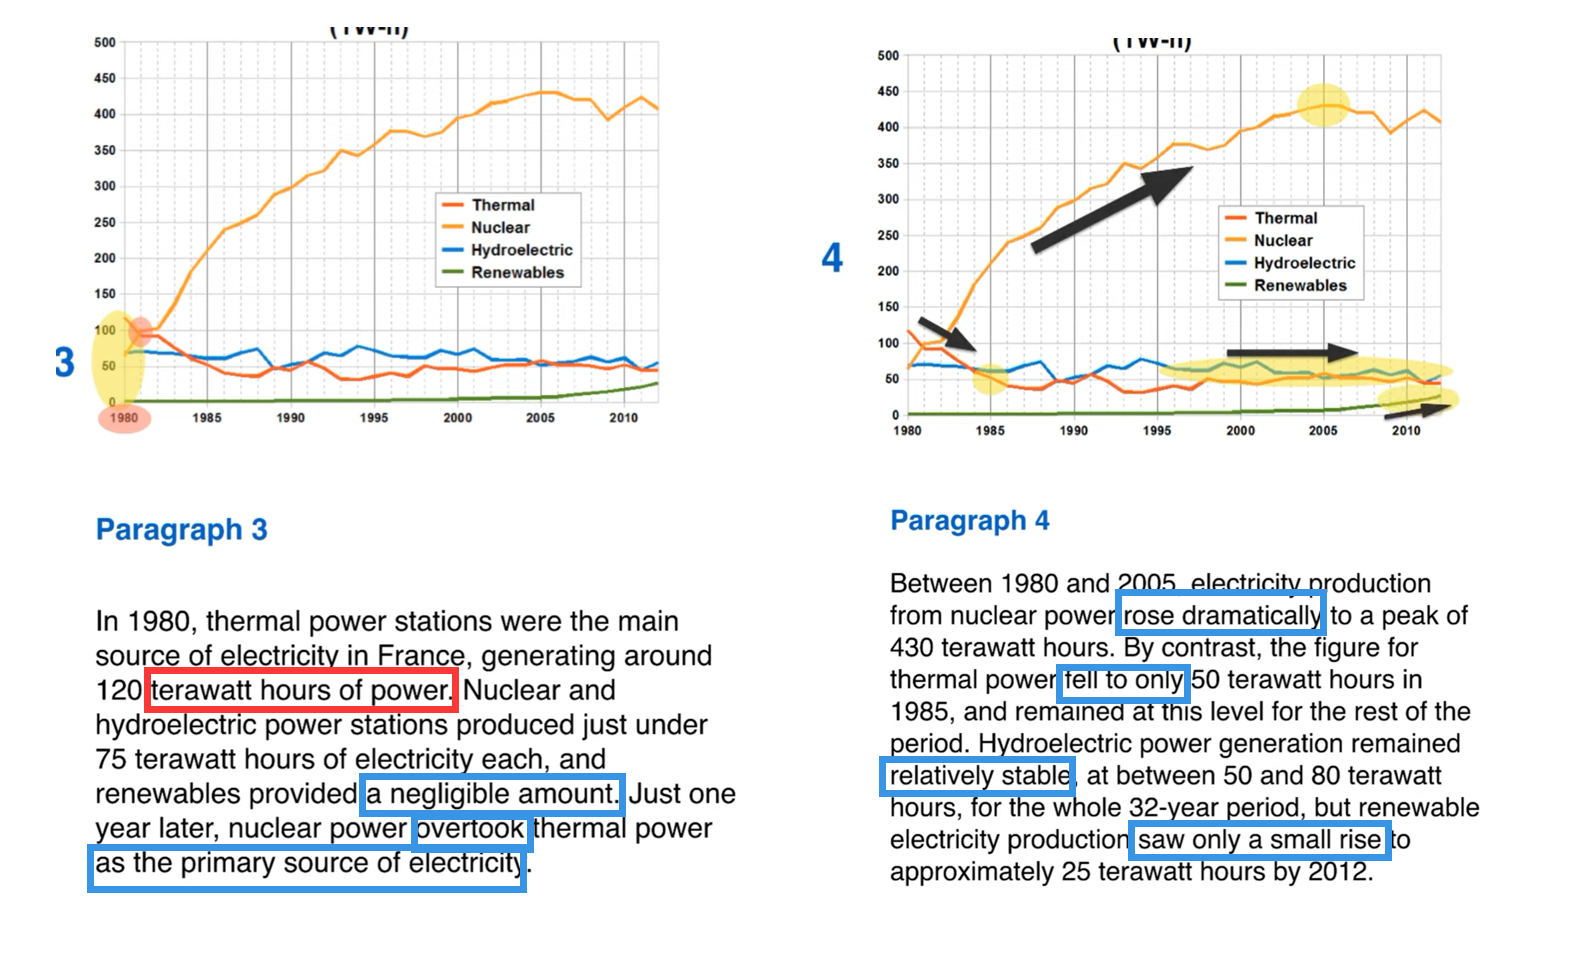 500
450
400
350
300
250
200
150
100
50
0
1980
1985
1990
1995
2000
2005
2010
Thermal
Nuclear
Hydroelectric
Renewables
3
Paragraph 3
In 1980, thermal power stations were the main
source of electricity in France, generating around
120 terawatt hours of power. Nuclear and
hydroelectric power stations produced just under
75 terawatt hours of electricity each, and
renewables provided a negligible amount. Just one
year later, nuclear power overtook thermal power
as the primary source of electricity.
500
450
400
350
300
250
200
150
100
50
0
1980
1985
1990
1995
2000
2005
2010
Thermal
Nuclear
Hydroelectric
Renewables
4
Paragraph 4
Between 1980 and 2005, electricity production
from nuclear power rose dramatically to a peak of
430 terawatt hours. By contrast, the figure for
thermal power fell to only 50 terawatt hours in
1985, and remained at this level for the rest of the
period. Hydroelectric power generation remained
relatively stable, at between 50 and 80 terawatt
hours, for the whole 32-year period, but renewable
electricity production saw only a small rise to
approximately 25 terawatt hours by 2012.